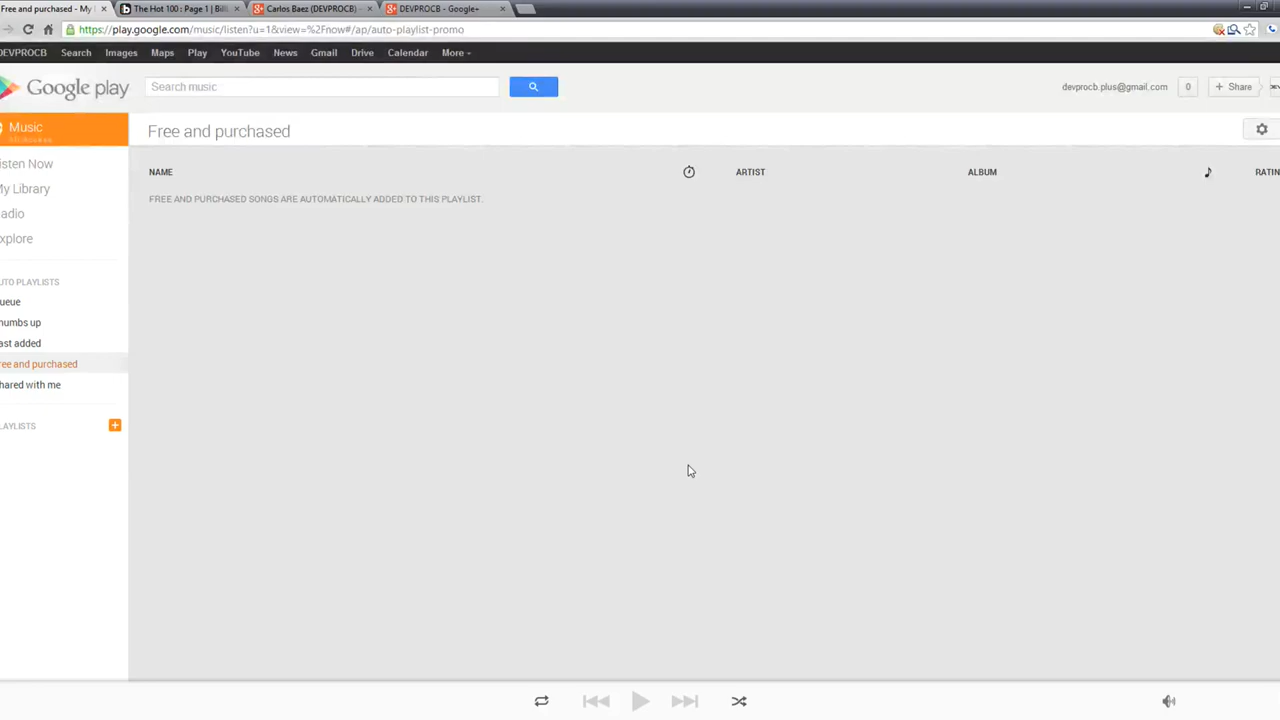 Free and purchased - My
The Hot 100 : Page 1 | Bill
Carlos Baez (DEVPROCB) -
DEVPROCB - Google+
https://play.google.com/music/listen?u=1&view=%2Fnow#/ap/auto-playlist-promo
DEVPROCB Search Images Maps Play YouTube News Gmail Drive Calendar More
Google play
Search music
devprocb.plus@gmail.com
0
+ Share
Music
Free and purchased
isten Now
My Library
adio
xplore
NAME ARTIST ALBUM RATIN
FREE AND PURCHASED SONGS ARE AUTOMATICALLY ADDED TO THIS PLAYLIST.
UTO PLAYLISTS
ueue
humbs up
ast added
ree and purchased
hared with me
LAYLISTS